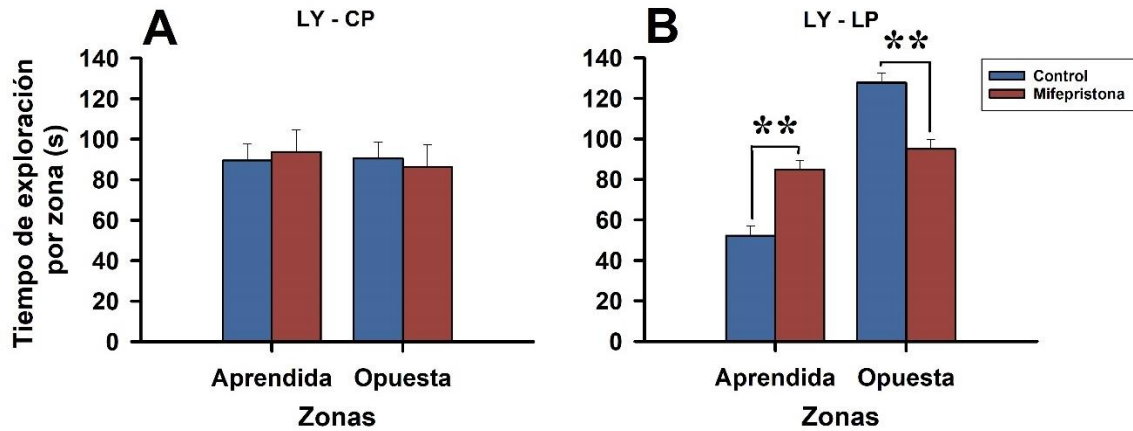 A
LY - CP
Tiempo de exploración
por zona (s)
140
120
100
80
60
40
20
0
Aprendida Opuesta
Zonas
B
LY - LP
140
120
100
80
60
40
20
0
**
**
Aprendida Opuesta
Zonas
Control
Mifepristona